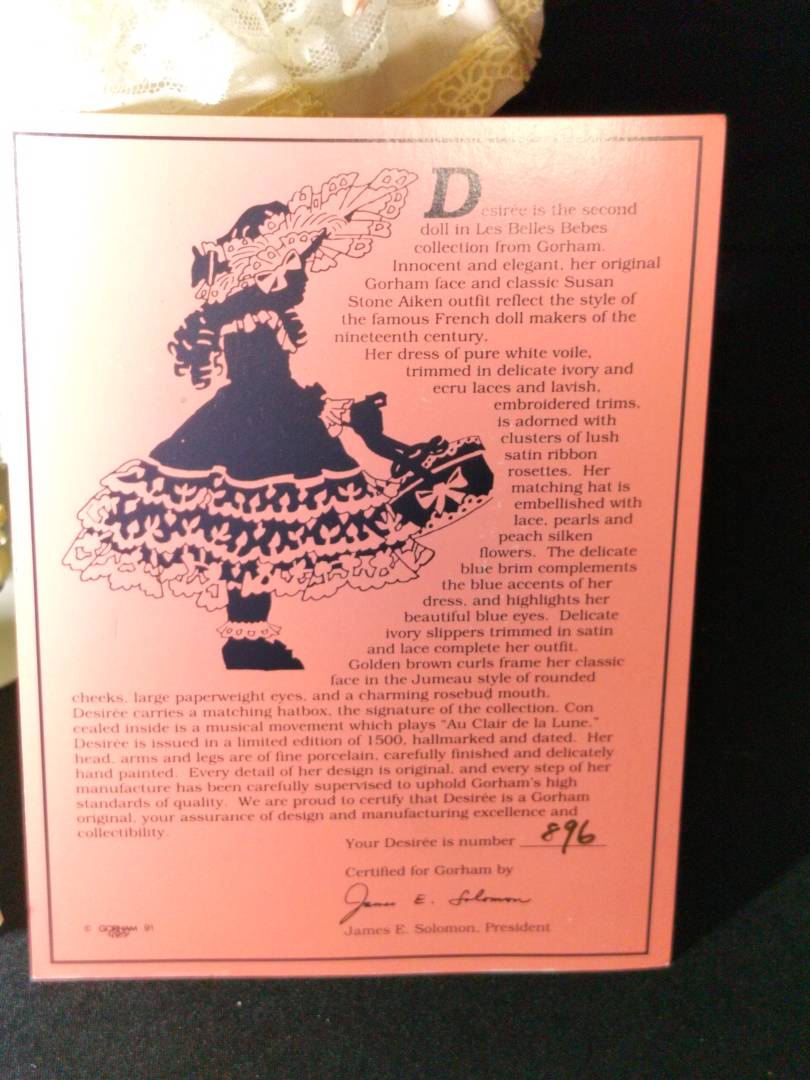 Desirée is the second
doll in Les Belles Bebes
collection from Gorham.
Innocent and elegant, her original
Gorham face and classic Susan
Stone Aiken outfit reflect the style of
the famous French doll makers of the
nineteenth century.
Her dress of pure white voile,
trimmed in delicate ivory and
ecru laces and lavish,
embroidered trims,
is adorned with
clusters of lush
satin ribbon
rosettes. Her
matching hat is
embellished with
lace, pearls and
peach silken
flowers. The delicate
blue brim complements
the blue accents of her
dress, and highlights her
beautiful blue eyes. Delicate
ivory slippers trimmed in satin
and lace complete her outfit.
Golden brown curls frame her classic
face in the Jumeau style of rounded
cheeks, large paperweight eyes, and a charming rosebud mouth.
Desirée carries a matching hatbox, the signature of the collection. Con
cealed inside is a musical movement which plays "Au Clair de la Lune."
Desirée is issued in a limited edition of 1500, hallmarked and dated. Her
head, arms and legs are of fine porcelain, carefully finished and delicately
hand painted. Every detail of her design is original, and every step of her
manufacture has been carefully supervised to uphold Gorham's high
standards of quality. We are proud to certify that Desirée is a Gorham
original, your assurance of design and manufacturing excellence and
collectibility.
Your Desirée is number 896
Certified for Gorham by
James E. Solomon
James E. Solomon, President
© GORHAM 91